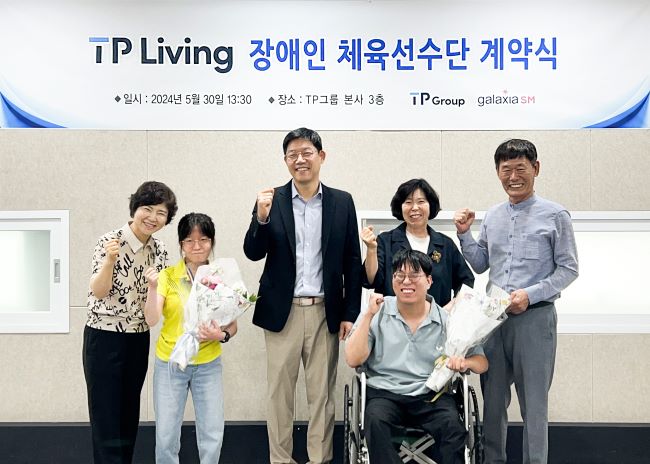 TP Living 장애인 체육선수단 계약식
◆일시 : 2024년 5월 30일 13:30 ◆장소 : TP그룹 본사 3층 TP Group galaxia SM